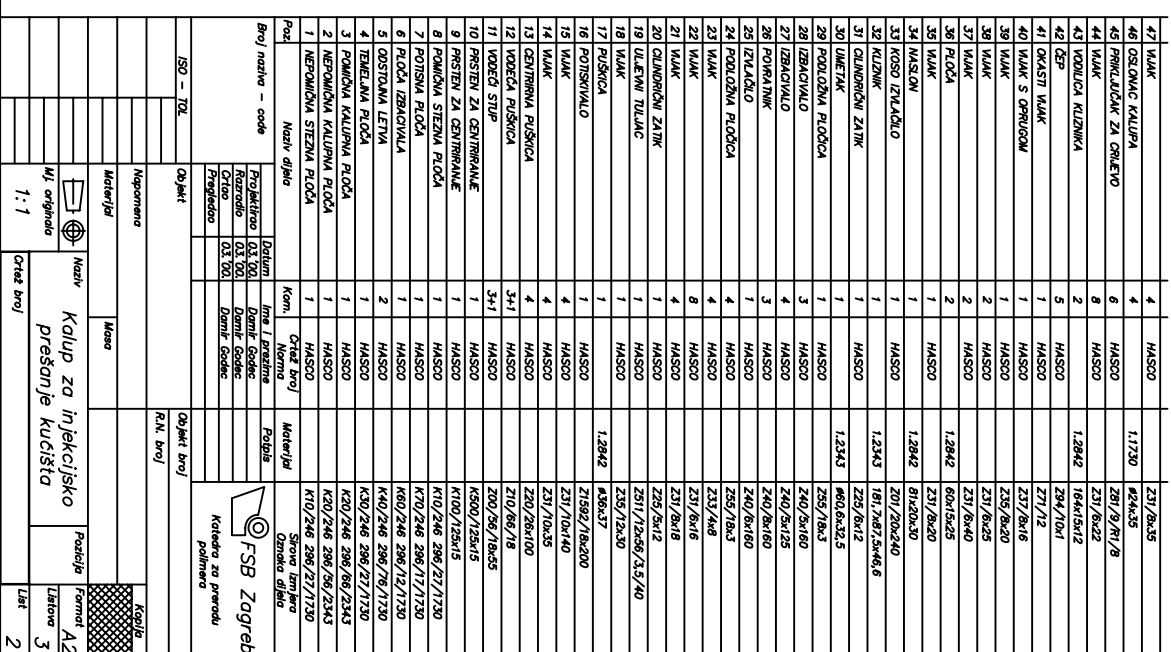 47 VIJAK 4 HASCO Z31/8x35
46 OSLONAC KALUPA 4 1.1730 ø24x35
45 PRIKLJUČAK ZA CRIJEVO 6 HASCO Z81/9/R1/8
44 VIJAK 8 HASCO Z31/6x22
43 VODILICA KLIZNIKA 2 1.2842 164x15x12
42 ČEP 5 HASCO Z94/10x1
41 OKASTI VIJAK 1 HASCO Z71/12
40 VIJAK S OPRUGOM 1 HASCO Z37/8x16
39 VIJAK 2 HASCO Z35/8x20
38 VIJAK 2 HASCO Z31/6x25
37 VIJAK 2 HASCO Z31/6x40
36 PLOČA 2 1.2842 60x15x25
35 VIJAK 1 HASCO Z31/8x20
34 NASLON 1 1.2842 81x20x30
33 KOSO IZVLAČILO 1 HASCO Z01/20x240
32 KLIZNIK 1 1.2343 181,7x87,5x46,6
31 CILINDRIČNI ZATIK 1 HASCO Z25/6x12
30 UMETAK 1 1.2343 ø60,6x32,5
29 PODLOŽNA PLOČICA 1 HASCO Z55/18x3
28 IZBACIVALO 3 HASCO Z40/5x160
27 IZBACIVALO 4 HASCO Z40/5x125
26 POVRATNIK 3 HASCO Z40/8x160
25 IZVLAČILO 1 HASCO Z40/6x160
24 PODLOŽNA PLOČICA 4 HASCO Z55/18x3
23 VIJAK 4 HASCO Z33/4x8
22 VIJAK 8 HASCO Z31/6x16
21 VIJAK 4 HASCO Z31/8x18
20 CILINDRIČNI ZATIK 1 HASCO Z25/5x12
19 ULJEVNI TULJAC 1 HASCO Z511/12x56/3,5/40
18 VIJAK 1 HASCO Z35/12x30
17 PUŠKICA 1 1.2842 ø36x37
16 POTISKIVALO 1 HASCO Z1592/18x200
15 VIJAK 4 HASCO Z31/10x140
14 VIJAK 4 HASCO Z31/10x35
13 CENTRIRNA PUŠKICA 4 HASCO Z20/26x100
12 VODEĆA PUŠKICA 3+1 HASCO Z10/66/18
11 VODEĆI STUP 3+1 HASCO Z00/56/18x55
10 PRSTEN ZA CENTRIRANJE 1 HASCO K500/125x15
9 PRSTEN ZA CENTRIRANJE 1 HASCO K100/125x15
8 POMIČNA STEZNA PLOČA 1 HASCO K10/246 296/27/1730
7 POTISNA PLOČA 1 HASCO K70/246 296/17/1730
6 PLOČA IZBACIVALA 1 HASCO K60/246 296/12/1730
5 ODSTOJNA LETVA 2 HASCO K40/246 296/76/1730
4 TEMELJNA PLOČA 1 HASCO K30/246 296/27/1730
3 POMIČNA KALUPNA PLOČA 1 HASCO K20/246 296/66/2343
2 NEPOMIČNA KALUPNA PLOČA 1 HASCO K20/246 296/56/2343
1 NEPOMIČNA STEZNA PLOČA 1 HASCO K10/246 296/27/1730
Poz. Naziv dijela Kom. Crtež broj Norma Materijal Sirova izmjera Oznaka dijela
Broj naziva - code Datum Ime i prezime Potpis
Projektirao 03.'00. Damir Godec
Razradio 03.'00. Damir Godec
Crtao 03.'00. Damir Godec
Pregledao
FSB Zagreb
Katedra za preradu
polimera
ISO - TOL Objekt Objekt broj
R.N. broj
Napomena Kopija
Materijal Masa
Naziv Kalup za injekcijsko
prešanje kućišta
Pozicija
Format A2
Mj. originala
1:1
Crtež broj
Listova 3
List 2